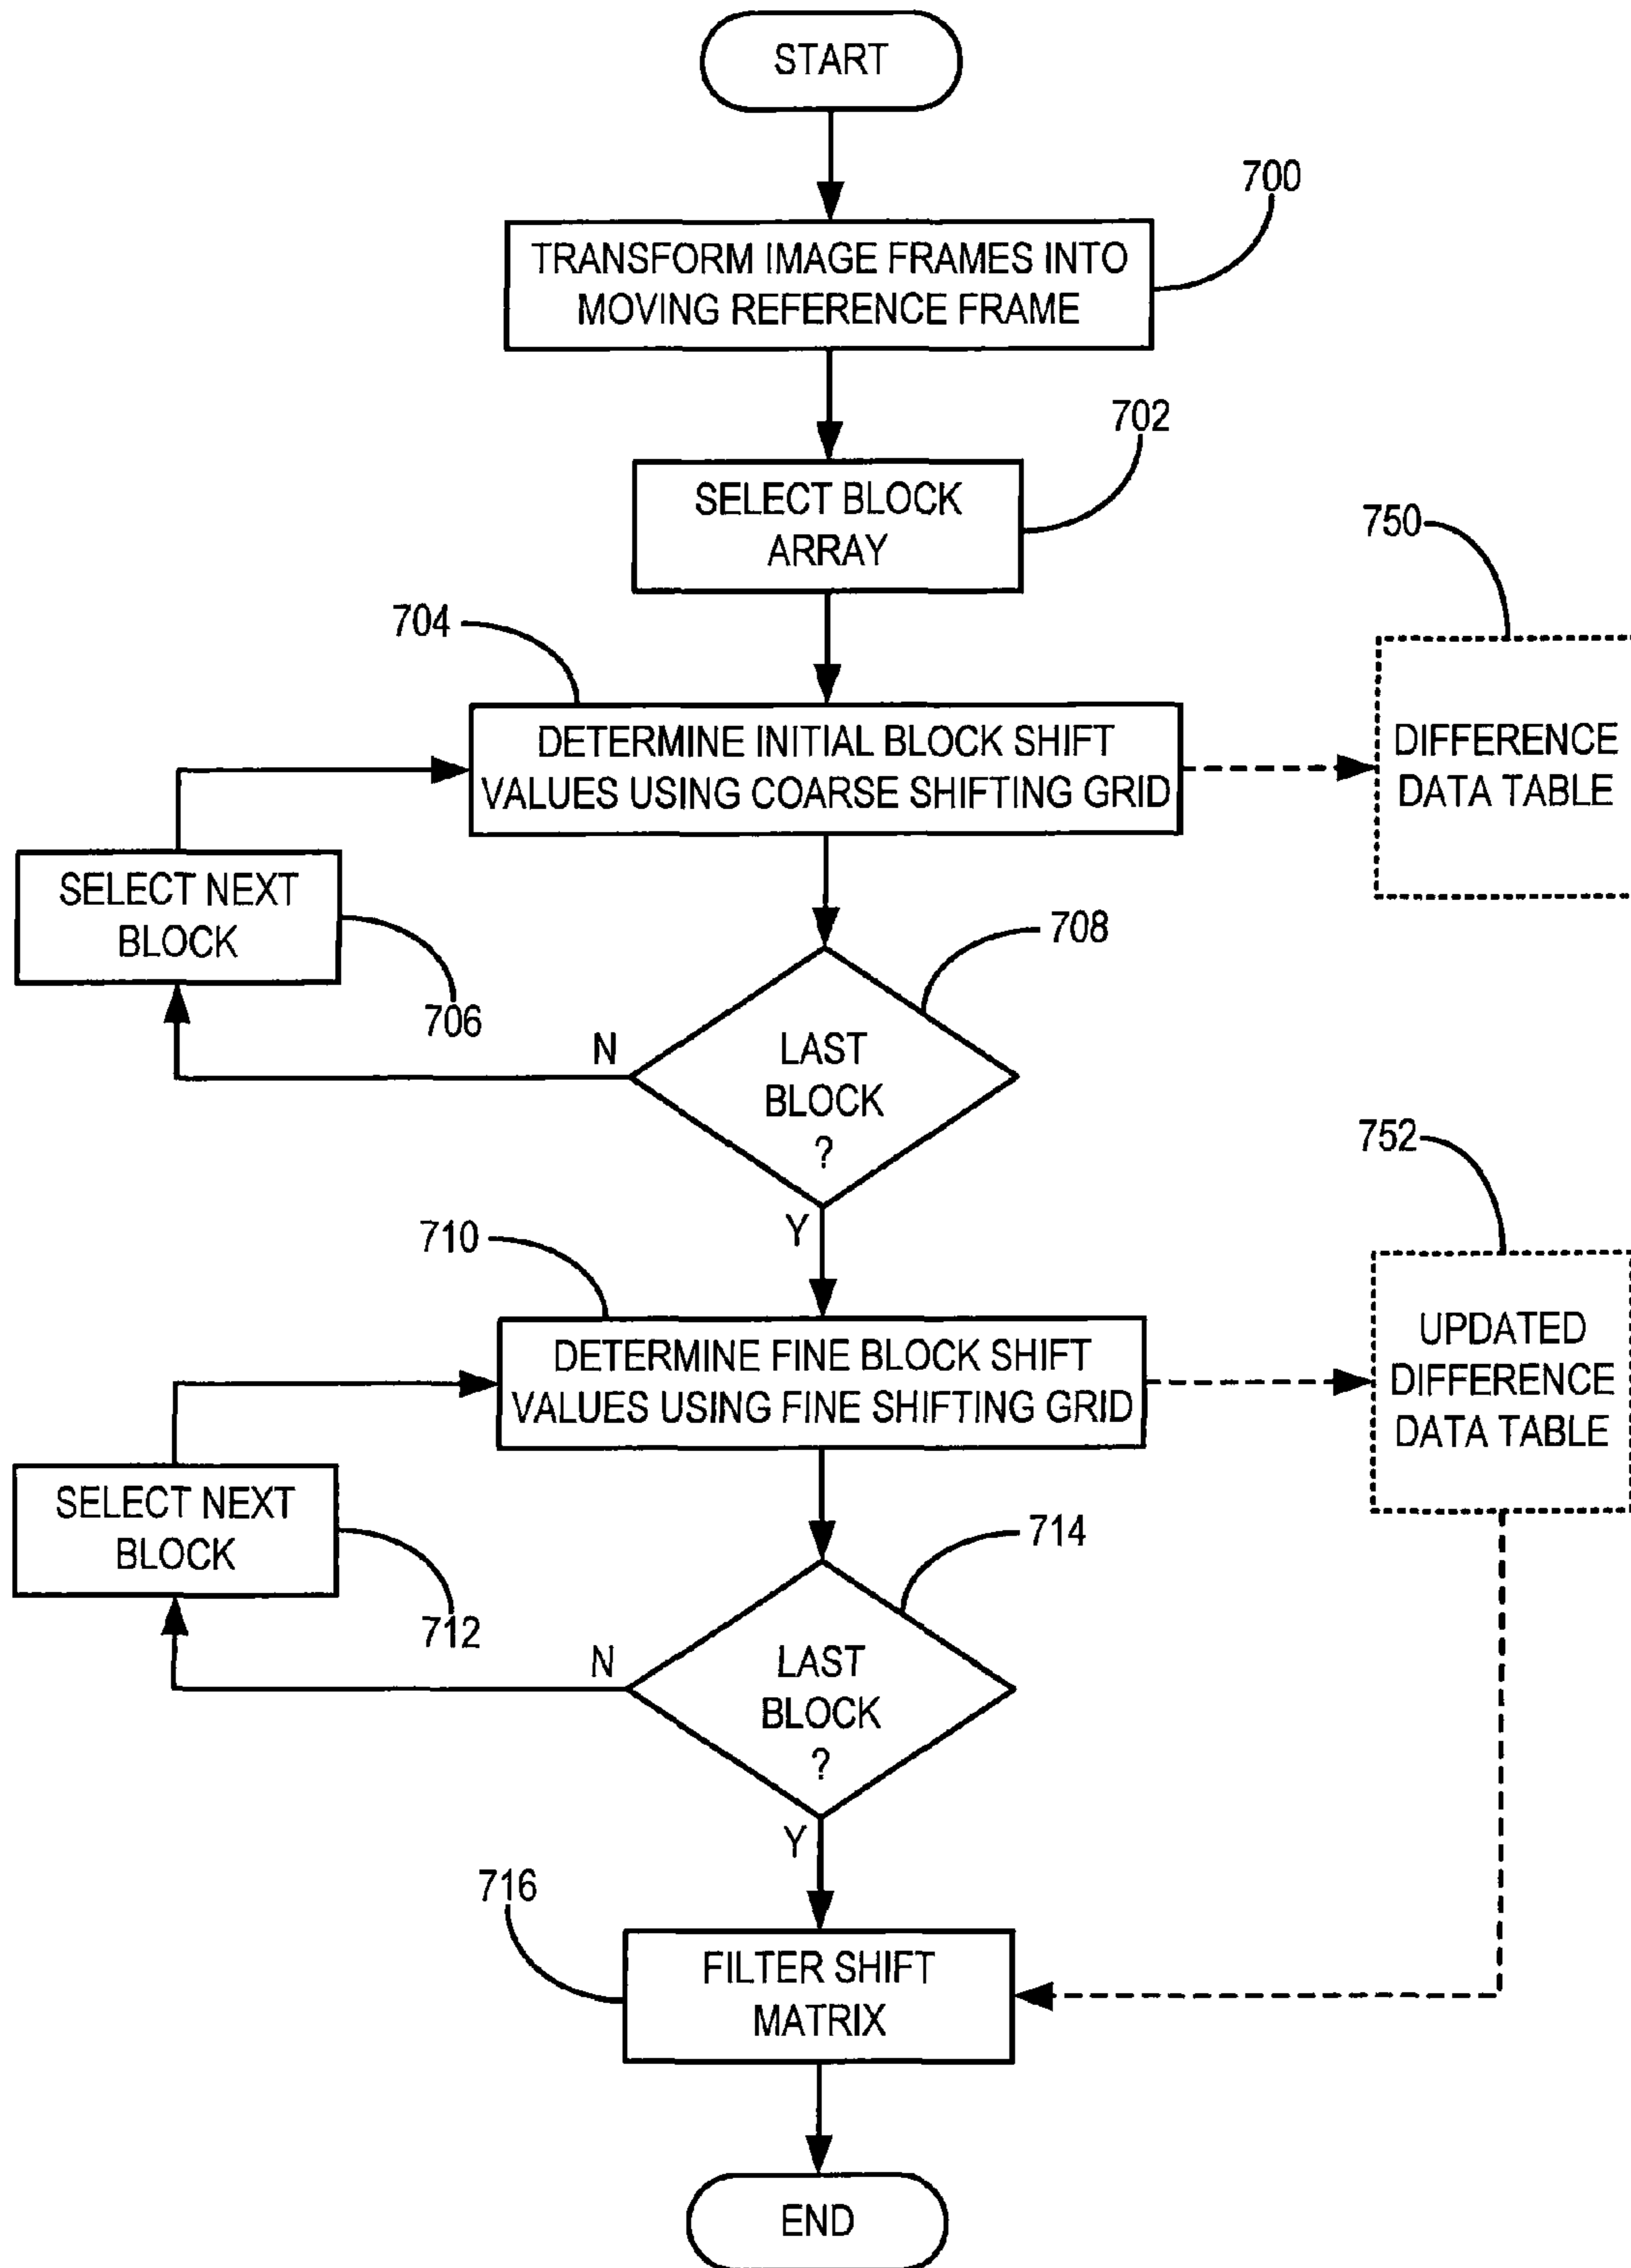 START
700
TRANSFORM IMAGE FRAMES INTO
MOVING REFERENCE FRAME
702
SELECT BLOCK
ARRAY
750
704
DETERMINE INITIAL BLOCK SHIFT
VALUES USING COARSE SHIFTING GRID
DIFFERENCE
DATA TABLE
SELECT NEXT
BLOCK
706
708
N
LAST
BLOCK
?
Y
752
710
DETERMINE FINE BLOCK SHIFT
VALUES USING FINE SHIFTING GRID
UPDATED
DIFFERENCE
DATA TABLE
SELECT NEXT
BLOCK
712
714
N
LAST
BLOCK
?
Y
716
FILTER SHIFT
MATRIX
END